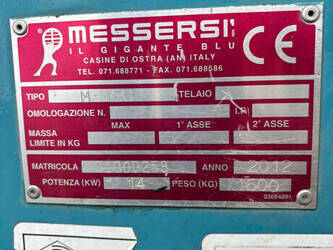 MESSERSI'
IL GIGANTE BLU
CASINE DI OSTRA (AN) ITALY
TEL. 071.688771 - FAX. 071.688586
CE
TIPO TELAIO
OMOLOGAZIONE N. I.P.
MAX 1° ASSE 2° ASSE
MASSA
LIMITE IN KG
MATRICOLA ANNO 2012
POTENZA (KW) 14 PESO (KG) 1600